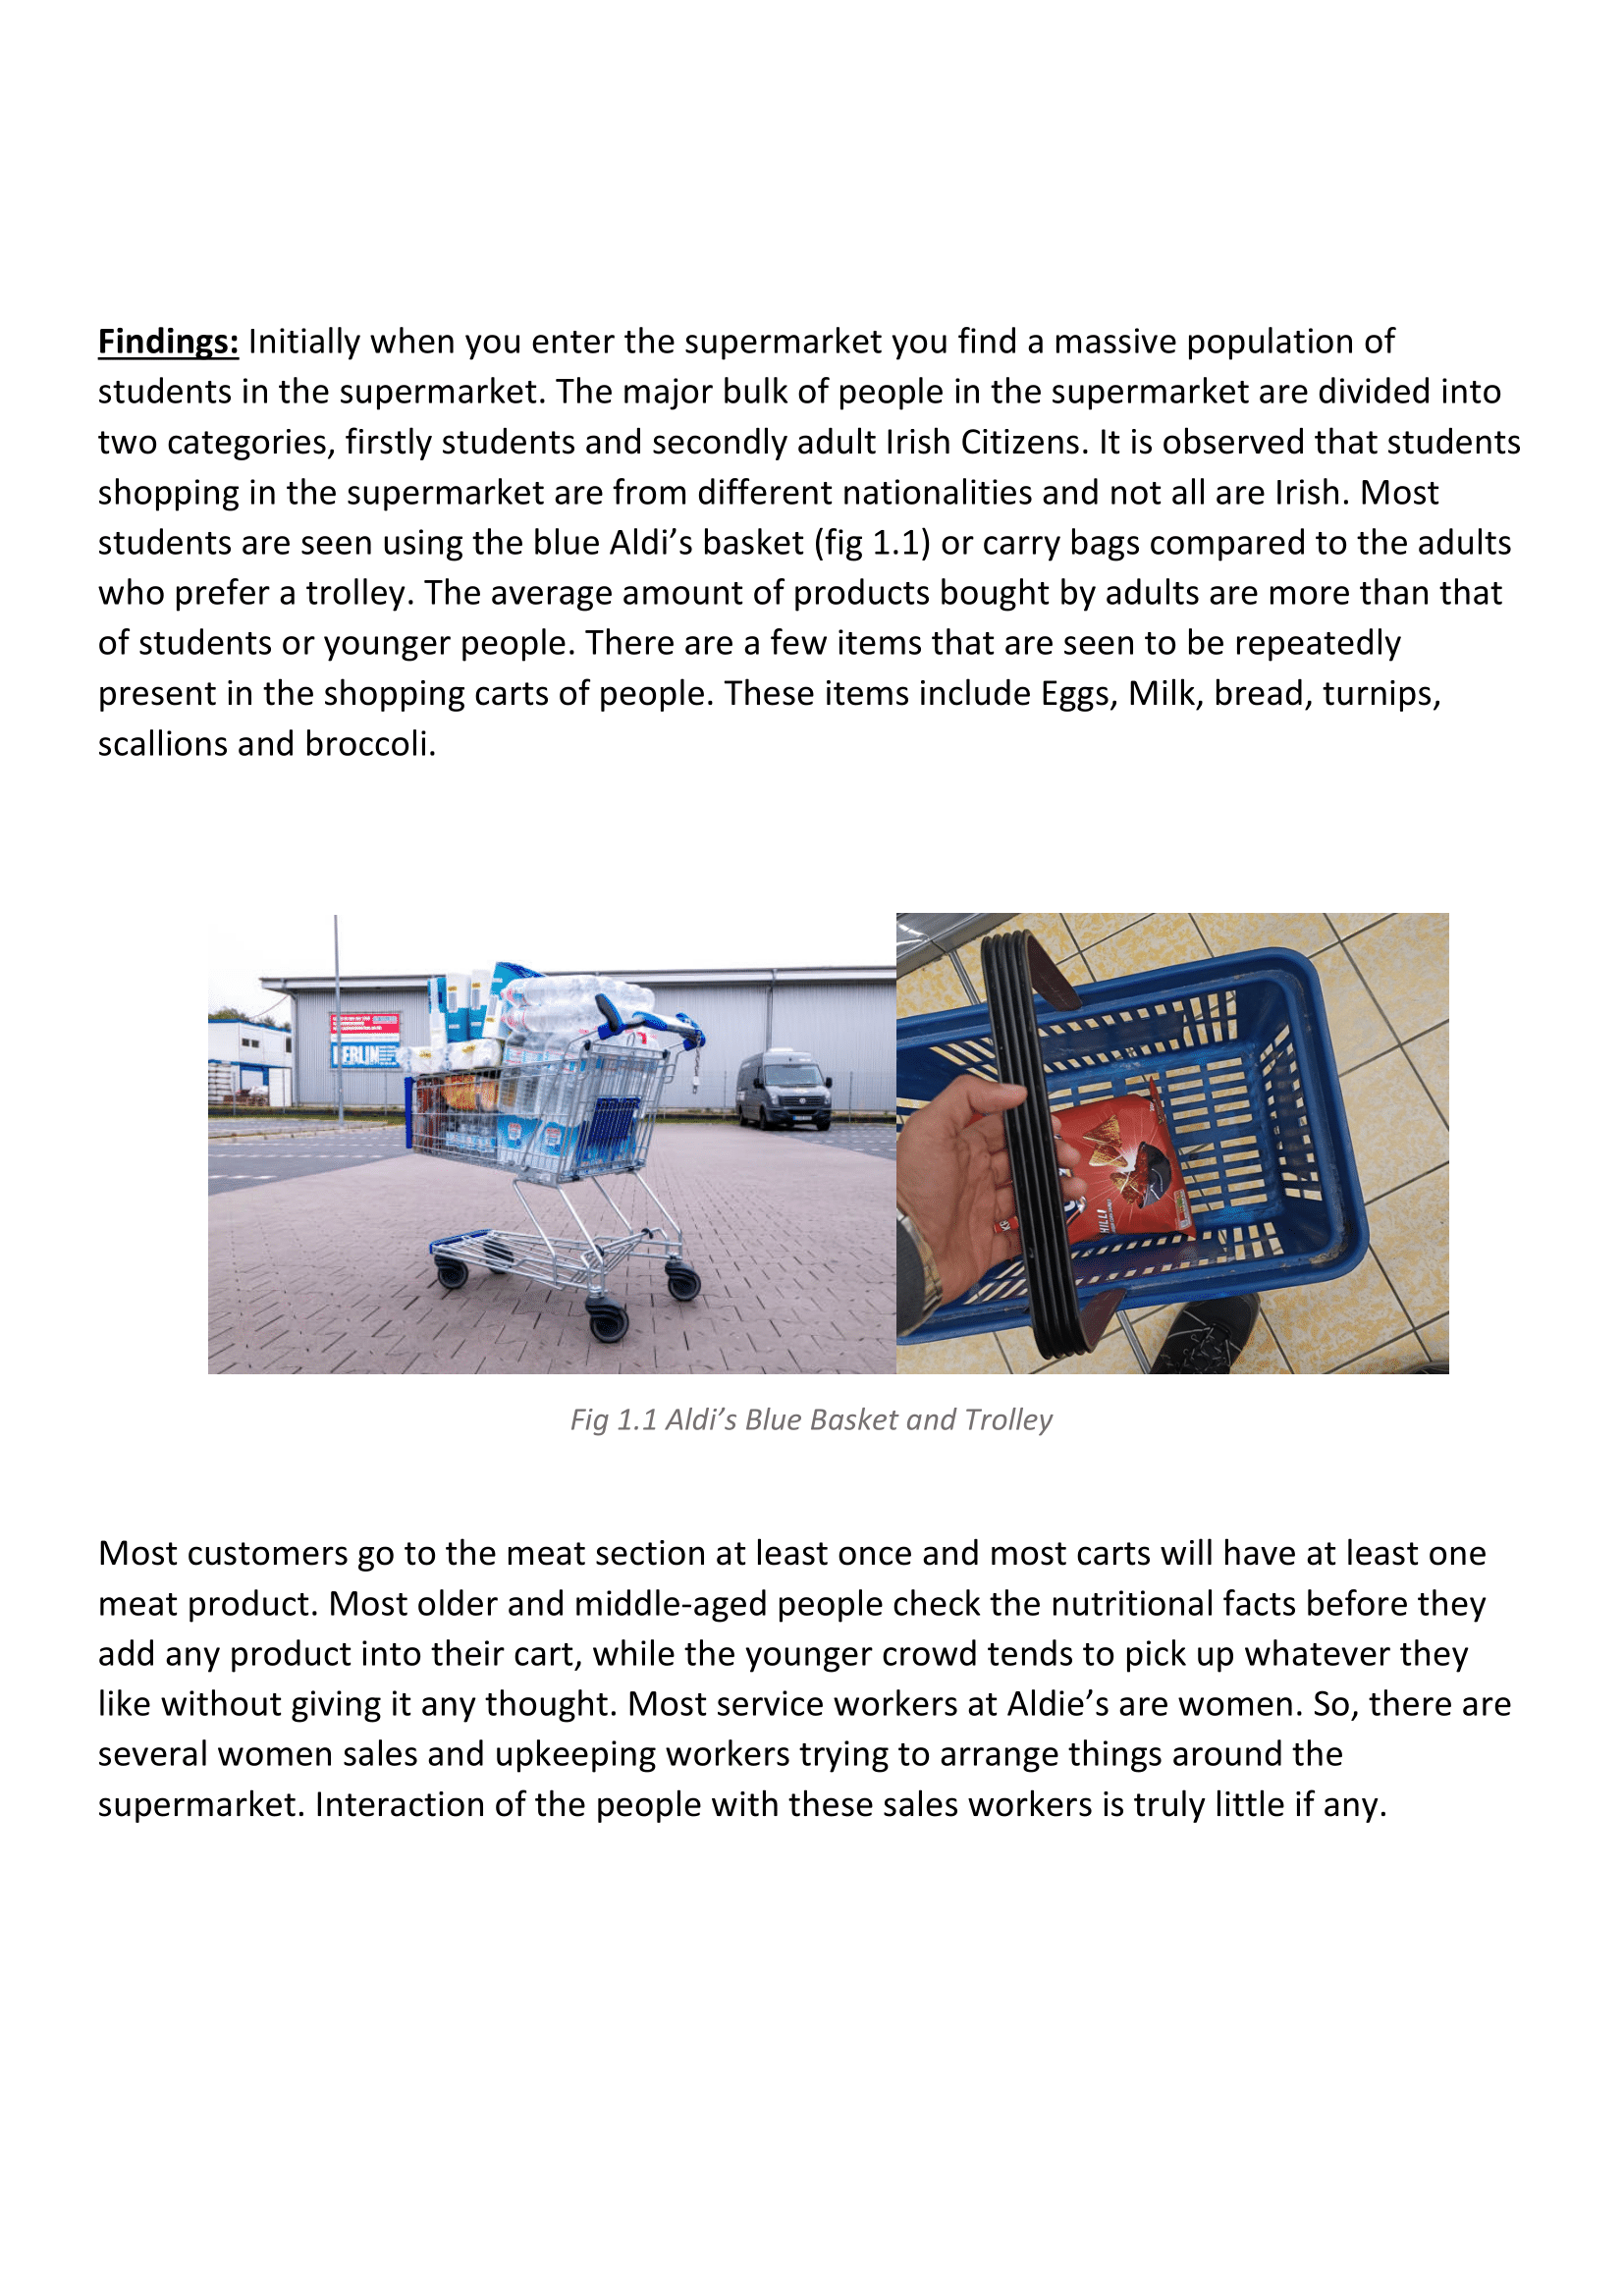 Findings: Initially when you enter the supermarket you find a massive population of
students in the supermarket. The major bulk of people in the supermarket are divided into
two categories, firstly students and secondly adult Irish Citizens. It is observed that students
shopping in the supermarket are from different nationalities and not all are Irish. Most
students are seen using the blue Aldi’s basket (fig 1.1) or carry bags compared to the adults
who prefer a trolley. The average amount of products bought by adults are more than that
of students or younger people. There are a few items that are seen to be repeatedly
present in the shopping carts of people. These items include Eggs, Milk, bread, turnips,
scallions and broccoli.
Fig 1.1 Aldi’s Blue Basket and Trolley
Most customers go to the meat section at least once and most carts will have at least one
meat product. Most older and middle-aged people check the nutritional facts before they
add any product into their cart, while the younger crowd tends to pick up whatever they
like without giving it any thought. Most service workers at Aldie’s are women. So, there are
several women sales and upkeeping workers trying to arrange things around the
supermarket. Interaction of the people with these sales workers is truly little if any.